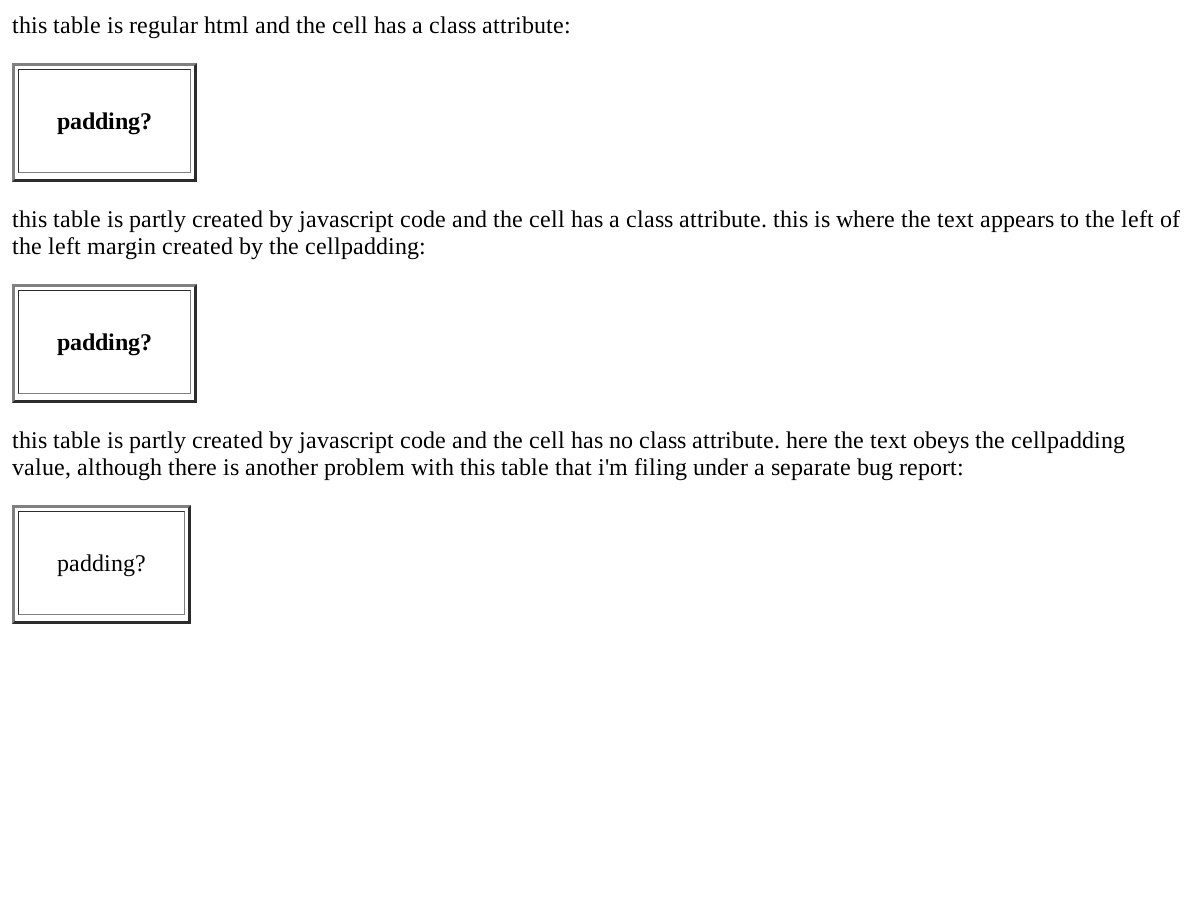 this table is regular html and the cell has a class attribute:
padding?
this table is partly created by javascript code and the cell has a class attribute. this is where the text appears to the left of
the left margin created by the cellpadding:
padding?
this table is partly created by javascript code and the cell has no class attribute. here the text obeys the cellpadding
value, although there is another problem with this table that i'm filing under a separate bug report:
padding?